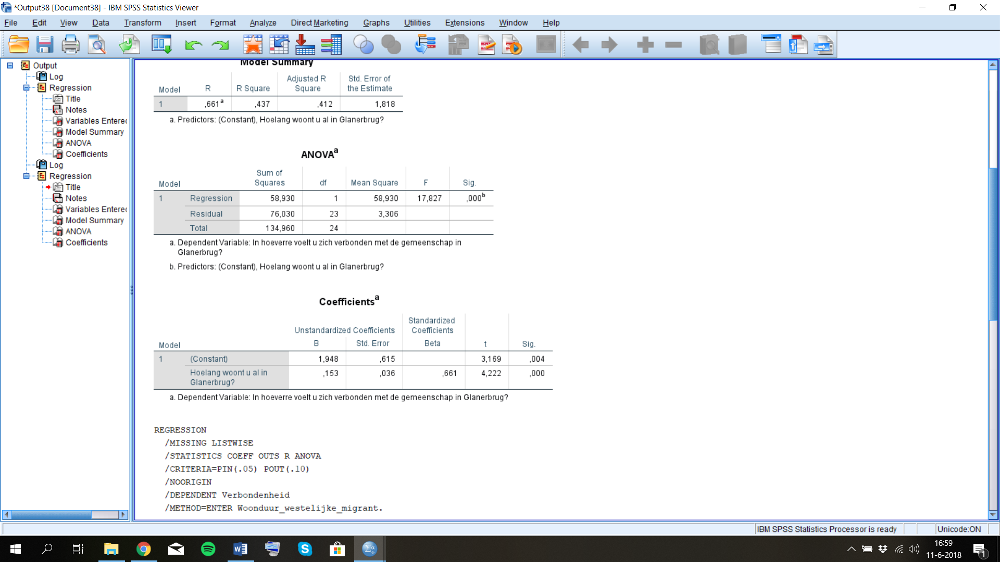 *Output38 [Document38] - IBM SPSS Statistics Viewer
File Edit View Data Transform Insert Format Analyze Direct Marketing Graphs Utilities Extensions Window Help
Output
Log
Regression
Title
Notes
Variables Entered
Model Summary
ANOVA
Coefficients
Log
Regression
Title
Notes
Variables Entered
Model Summary
ANOVA
Coefficients
Model Summary
Model R R Square Adjusted R Square Std. Error of the Estimate
1 ,661a ,437 ,412 1,818
a. Predictors: (Constant), Hoelang woont u al in Glanerbrug?
ANOVAa
Model Sum of Squares df Mean Square F Sig.
1 Regression 58,930 1 58,930 17,827 ,000b
Residual 76,030 23 3,306
Total 134,960 24
a. Dependent Variable: In hoeverre voelt u zich verbonden met de gemeenschap in
Glanerbrug?
b. Predictors: (Constant), Hoelang woont u al in Glanerbrug?
Coefficientsa
Unstandardized Coefficients Standardized Coefficients
Model B Std. Error Beta t Sig.
1 (Constant) 1,948 ,615 3,169 ,004
Hoelang woont u al in Glanerbrug? ,153 ,036 ,661 4,222 ,000
a. Dependent Variable: In hoeverre voelt u zich verbonden met de gemeenschap in Glanerbrug?
REGRESSION
/MISSING LISTWISE
/STATISTICS COEFF OUTS R ANOVA
/CRITERIA=PIN(.05) POUT(.10)
/NOORIGIN
/DEPENDENT Verbondenheid
/METHOD=ENTER Woonduur_westelijke_migrant.
IBM SPSS Statistics Processor is ready Unicode:ON
16:59
11-6-2018
1